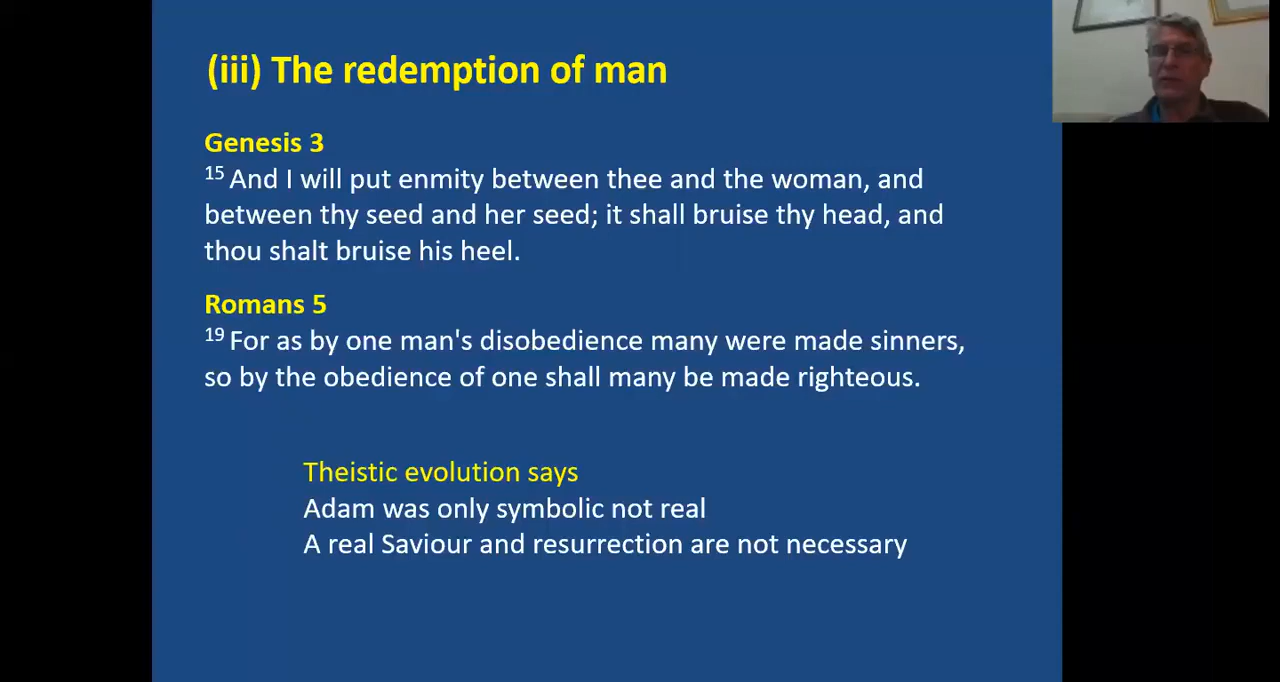 (iii) The redemption of man
Genesis 3
15 And I will put enmity between thee and the woman, and
between thy seed and her seed; it shall bruise thy head, and
thou shalt bruise his heel.
Romans 5
19 For as by one man's disobedience many were made sinners,
so by the obedience of one shall many be made righteous.
Theistic evolution says
Adam was only symbolic not real
A real Saviour and resurrection are not necessary